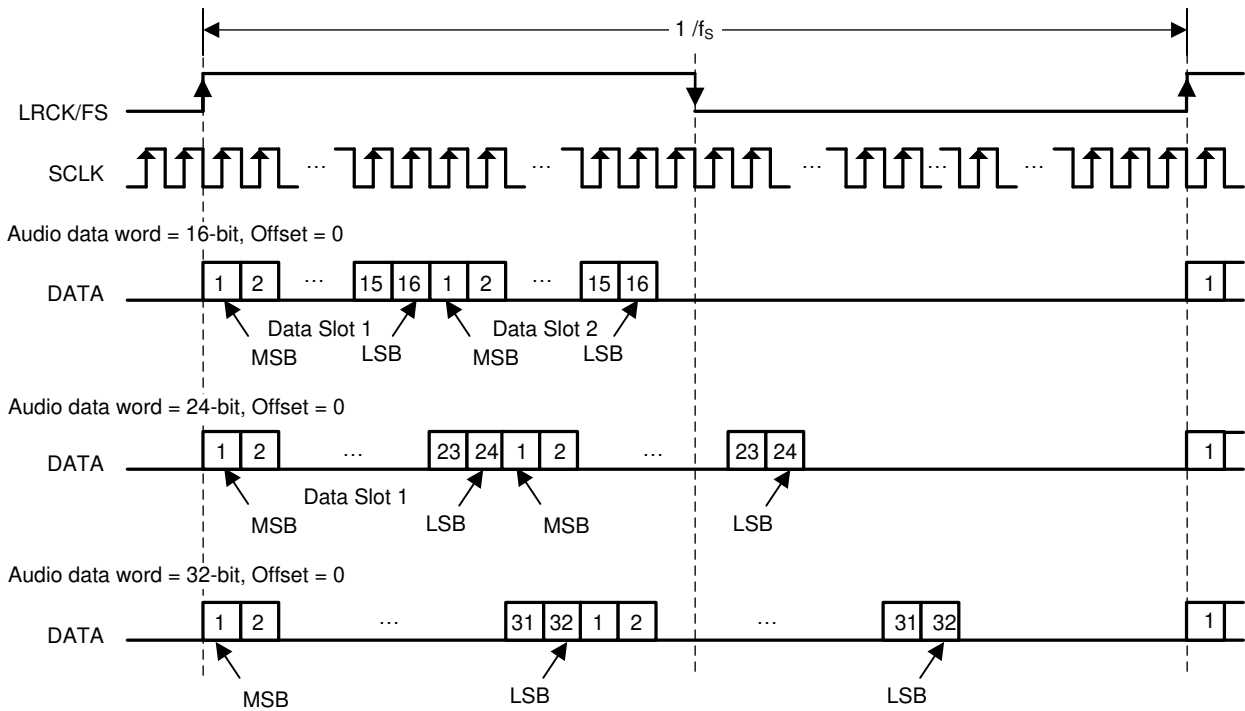 1 /fS
LRCK/FS
SCLK … … … … …
Audio data word = 16-bit, Offset = 0
DATA 1 2 … 15 16 1 2 … 15 16 1
Data Slot 1 Data Slot 2
MSB LSB MSB LSB
Audio data word = 24-bit, Offset = 0
DATA 1 2 … 23 24 1 2 … 23 24 1
Data Slot 1
MSB LSB MSB LSB
Audio data word = 32-bit, Offset = 0
DATA 1 2 … 31 32 1 2 … 31 32 1
MSB LSB LSB